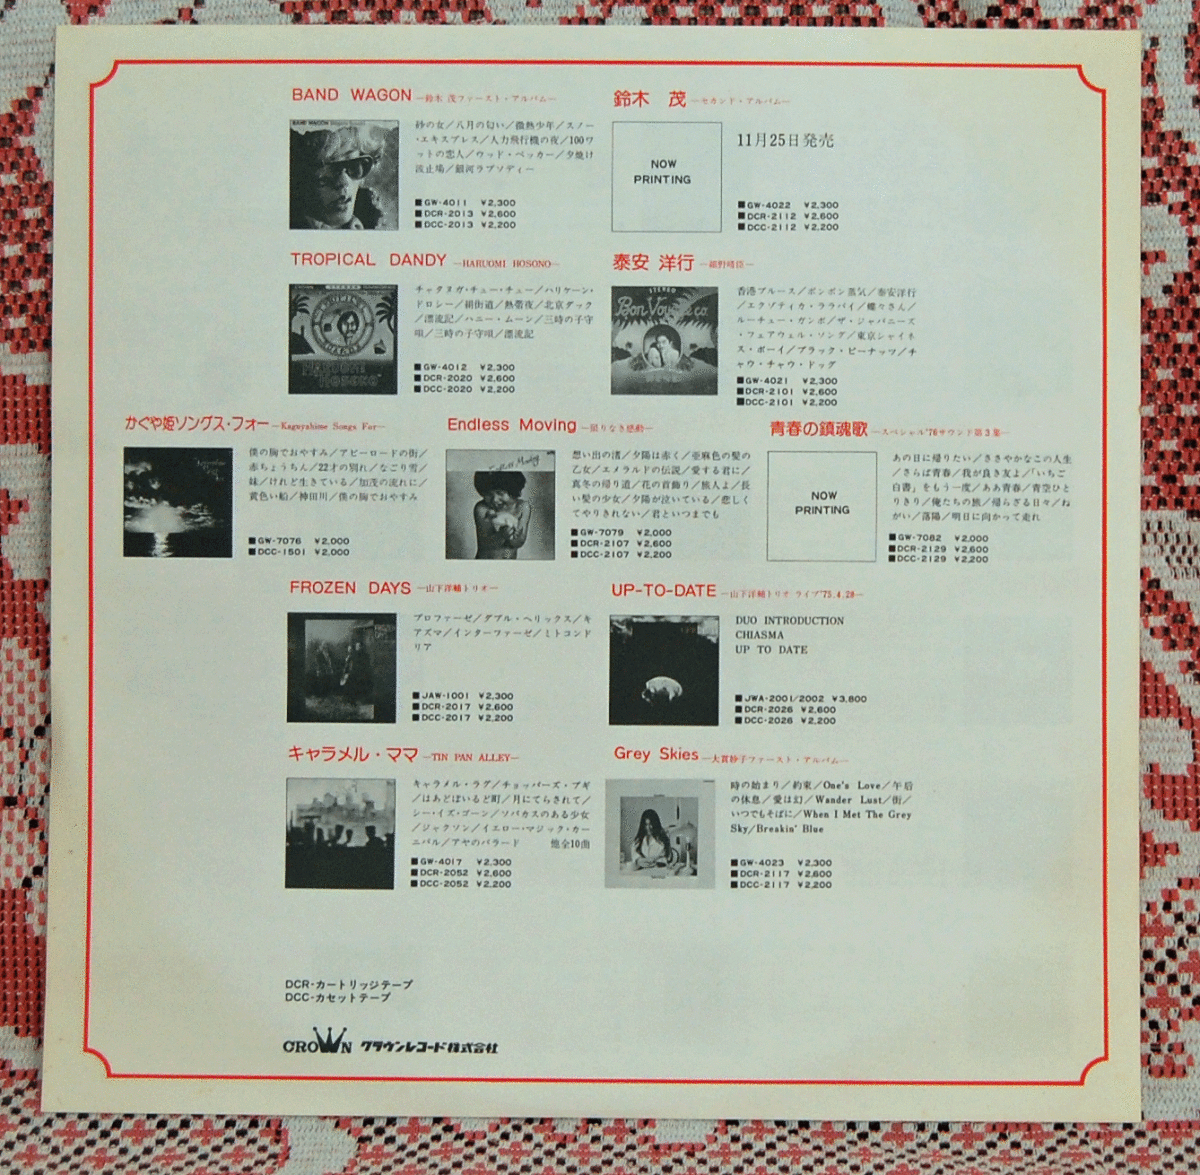 BAND WAGON —鈴木 茂ファースト・アルバム—
BAND WAGON
砂の女／八月の匂い／微熱少年／スノー
・エキスプレス／人力飛行機の夜／100ワ
ットの恋人／ウッド・ペッカー／夕焼け
波止場／銀河ラプソディー
■GW-4011 ¥2,300
■DCR-2013 ¥2,600
■DCC-2013 ¥2,200
鈴木 茂 —セカンド・アルバム—
NOW
PRINTING
11月25日発売
■GW-4022 ¥2,300
■DCR-2112 ¥2,600
■DCC-2112 ¥2,200
TROPICAL DANDY —HARUOMI HOSONO—
HARUOMI
HOSONO
チャタヌガ・チュー・チュー／ハリケーン・
ドロシー／絹街道／熱帯夜／北京ダック
／漂流記／ハニー・ムーン／三時の子守
唄／三時の子守唄／漂流記
■GW-4012 ¥2,300
■DCR-2020 ¥2,600
■DCC-2020 ¥2,200
泰安 洋行 —細野晴臣—
STEREO
Bon Voyage co.
香港ブルース／ポンポン蒸気／泰安洋行
／エクゾティカ・ララバイ／蝶々さん／
ルーチュー・ガンボ／ザ・ジャパニーズ
・フェアウェル・ソング／東京シャイネ
ス・ボーイ／ブラック・ピーナッツ／チ
ャウ・チャウ・ドッグ
■GW-4021 ¥2,300
■DCR-2101 ¥2,600
■DCC-2101 ¥2,200
かぐや姫ソングス・フォー —Kaguyahime Songs For—
僕の胸でおやすみ／アビーロードの街／
赤ちょうちん／22才の別れ／なごり雪／
妹／けれど生きている／加茂の流れに／
黄色い船／神田川／僕の胸でおやすみ
■GW-7076 ¥2,000
■DCC-1501 ¥2,000
Endless Moving —限りなき感動—
Endless Moving
想い出の渚／夕陽は赤く／亜麻色の髪の
乙女／エメラルドの伝説／愛する君に／
真冬の帰り道／花の首飾り／旅人よ／長
い髪の少女／夕陽が泣いている／悲しく
てやりきれない／君といつまでも
■GW-7079 ¥2,000
■DCR-2107 ¥2,600
■DCC-2107 ¥2,200
青春の鎮魂歌 —スペシャル'76サウンド第3集—
NOW
PRINTING
あの日に帰りたい／ささやかなこの人生
／さらば青春／我が良き友よ／「いちご
白書」をもう一度／ああ青春／青空ひと
りきり／俺たちの旅／帰らざる日々／ね
がい／落陽／明日に向かって走れ
■GW-7082 ¥2,000
■DCR-2129 ¥2,600
■DCC-2129 ¥2,200
FROZEN DAYS —山下洋輔トリオ—
プロファーゼ／ダブル・ヘリックス／キ
アズマ／インターファーゼ／ミトコンド
リア
■JAW-1001 ¥2,300
■DCR-2017 ¥2,600
■DCC-2017 ¥2,200
UP-TO-DATE —山下洋輔トリオ ライブ'75.4.28—
DUO INTRODUCTION
CHIASMA
UP TO DATE
■JWA-2001/2002 ¥3,800
■DCR-2026 ¥2,600
■DCC-2026 ¥2,200
キャラメル・ママ —TIN PAN ALLEY—
キャラメル・ラグ／チョッパーズ・ブギ
／はあどぼいるど町／月にてらされて／
シー・イズ・ゴーン／ソバカスのある少女
／ジャクソン／イエロー・マジック・カー
ニバル／アヤのバラード 他全10曲
■GW-4017 ¥2,300
■DCR-2052 ¥2,600
■DCC-2052 ¥2,200
Grey Skies —大貫妙子ファースト・アルバム—
時の始まり／約束／One's Love／午后
の休息／愛は幻／Wander Lust／街／
いつでもそばに／When I Met The Grey
Sky／Breakin' Blue
■GW-4023 ¥2,300
■DCR-2117 ¥2,600
■DCC-2117 ¥2,200
DCR-カートリッジテープ
DCC-カセットテープ
CROWN クラウンレコード株式会社